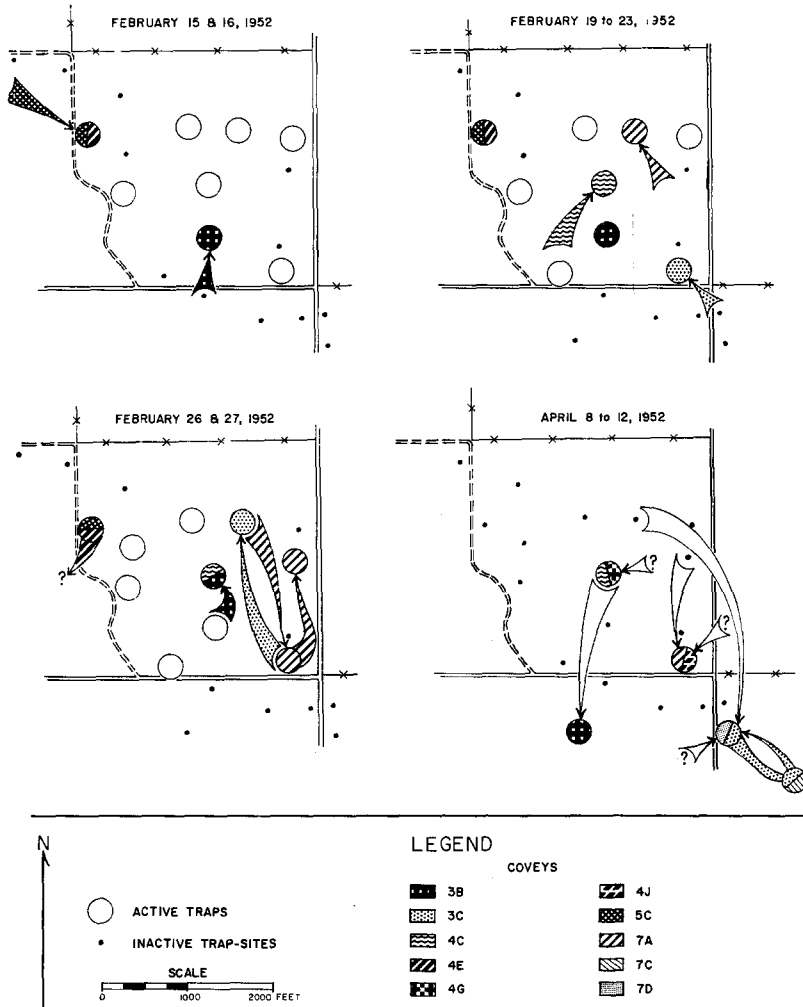 FEBRUARY 15 & 16, 1952
FEBRUARY 19 to 23, 1952
FEBRUARY 26 & 27, 1952
APRIL 8 to 12, 1952
?
?
?
?
N
LEGEND
COVEYS
ACTIVE TRAPS
INACTIVE TRAP-SITES
SCALE
0 1000 2000 FEET
3B
3C
4C
4E
4G
4J
5C
7A
7C
7D